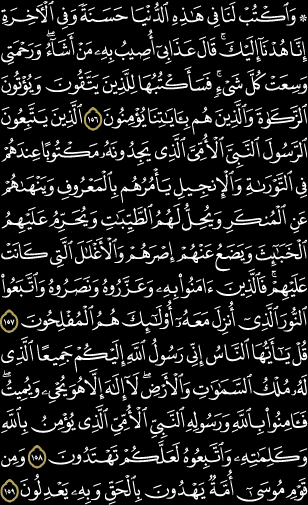 ۞ وَٱكۡتُبۡ لَنَا فِي هَٰذِهِ ٱلدُّنۡيَا حَسَنَةٗ وَفِي ٱلۡأٓخِرَةِ
إِنَّا هُدۡنَآ إِلَيۡكَۚ قَالَ عَذَابِيٓ أُصِيبُ بِهِۦ مَنۡ أَشَآءُۖ وَرَحۡمَتِي
وَسِعَتۡ كُلَّ شَيۡءٖۚ فَسَأَكۡتُبُهَا لِلَّذِينَ يَتَّقُونَ وَيُؤۡتُونَ
ٱلزَّكَوٰةَ وَٱلَّذِينَ هُم بِـَٔايَٰتِنَا يُؤۡمِنُونَ ١٥٦ ٱلَّذِينَ يَتَّبِعُونَ
ٱلرَّسُولَ ٱلنَّبِيَّ ٱلۡأُمِّيَّ ٱلَّذِي يَجِدُونَهُۥ مَكۡتُوبًا عِندَهُمۡ
فِي ٱلتَّوۡرَىٰةِ وَٱلۡإِنجِيلِ يَأۡمُرُهُم بِٱلۡمَعۡرُوفِ وَيَنۡهَىٰهُمۡ
عَنِ ٱلۡمُنكَرِ وَيُحِلُّ لَهُمُ ٱلطَّيِّبَٰتِ وَيُحَرِّمُ عَلَيۡهِمُ
ٱلۡخَبَٰٓئِثَ وَيَضَعُ عَنۡهُمۡ إِصۡرَهُمۡ وَٱلۡأَغۡلَٰلَ ٱلَّتِي كَانَتۡ
عَلَيۡهِمۡۚ فَٱلَّذِينَ ءَامَنُواْ بِهِۦ وَعَزَّرُوهُ وَنَصَرُوهُ وَٱتَّبَعُواْ
ٱلنُّورَ ٱلَّذِيٓ أُنزِلَ مَعَهُۥٓ أُوْلَٰٓئِكَ هُمُ ٱلۡمُفۡلِحُونَ ١٥٧
قُلۡ يَٰٓأَيُّهَا ٱلنَّاسُ إِنِّي رَسُولُ ٱللَّهِ إِلَيۡكُمۡ جَمِيعًا ٱلَّذِي
لَهُۥ مُلۡكُ ٱلسَّمَٰوَٰتِ وَٱلۡأَرۡضِۖ لَآ إِلَٰهَ إِلَّا هُوَ يُحۡيِۦ وَيُمِيتُۖ
فَـَٔامِنُواْ بِٱللَّهِ وَرَسُولِهِ ٱلنَّبِيِّ ٱلۡأُمِّيِّ ٱلَّذِي يُؤۡمِنُ بِٱللَّهِ
وَكَلِمَٰتِهِۦ وَٱتَّبِعُوهُ لَعَلَّكُمۡ تَهۡتَدُونَ ١٥٨ وَمِن
قَوۡمِ مُوسَىٰٓ أُمَّةٞ يَهۡدُونَ بِٱلۡحَقِّ وَبِهِۦ يَعۡدِلُونَ ١٥٩